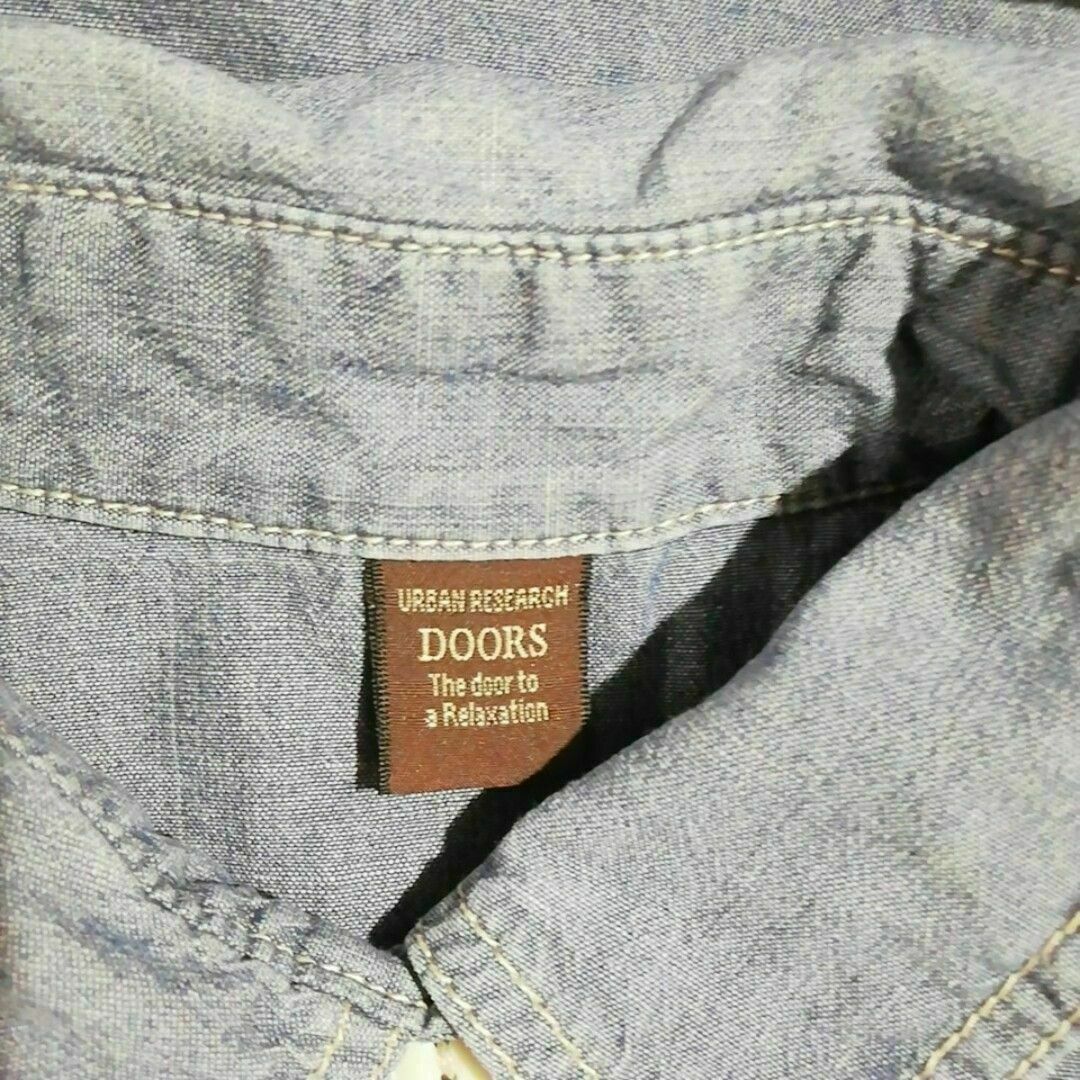 URBAN RESEARCH
DOORS
The door to
a Relaxation